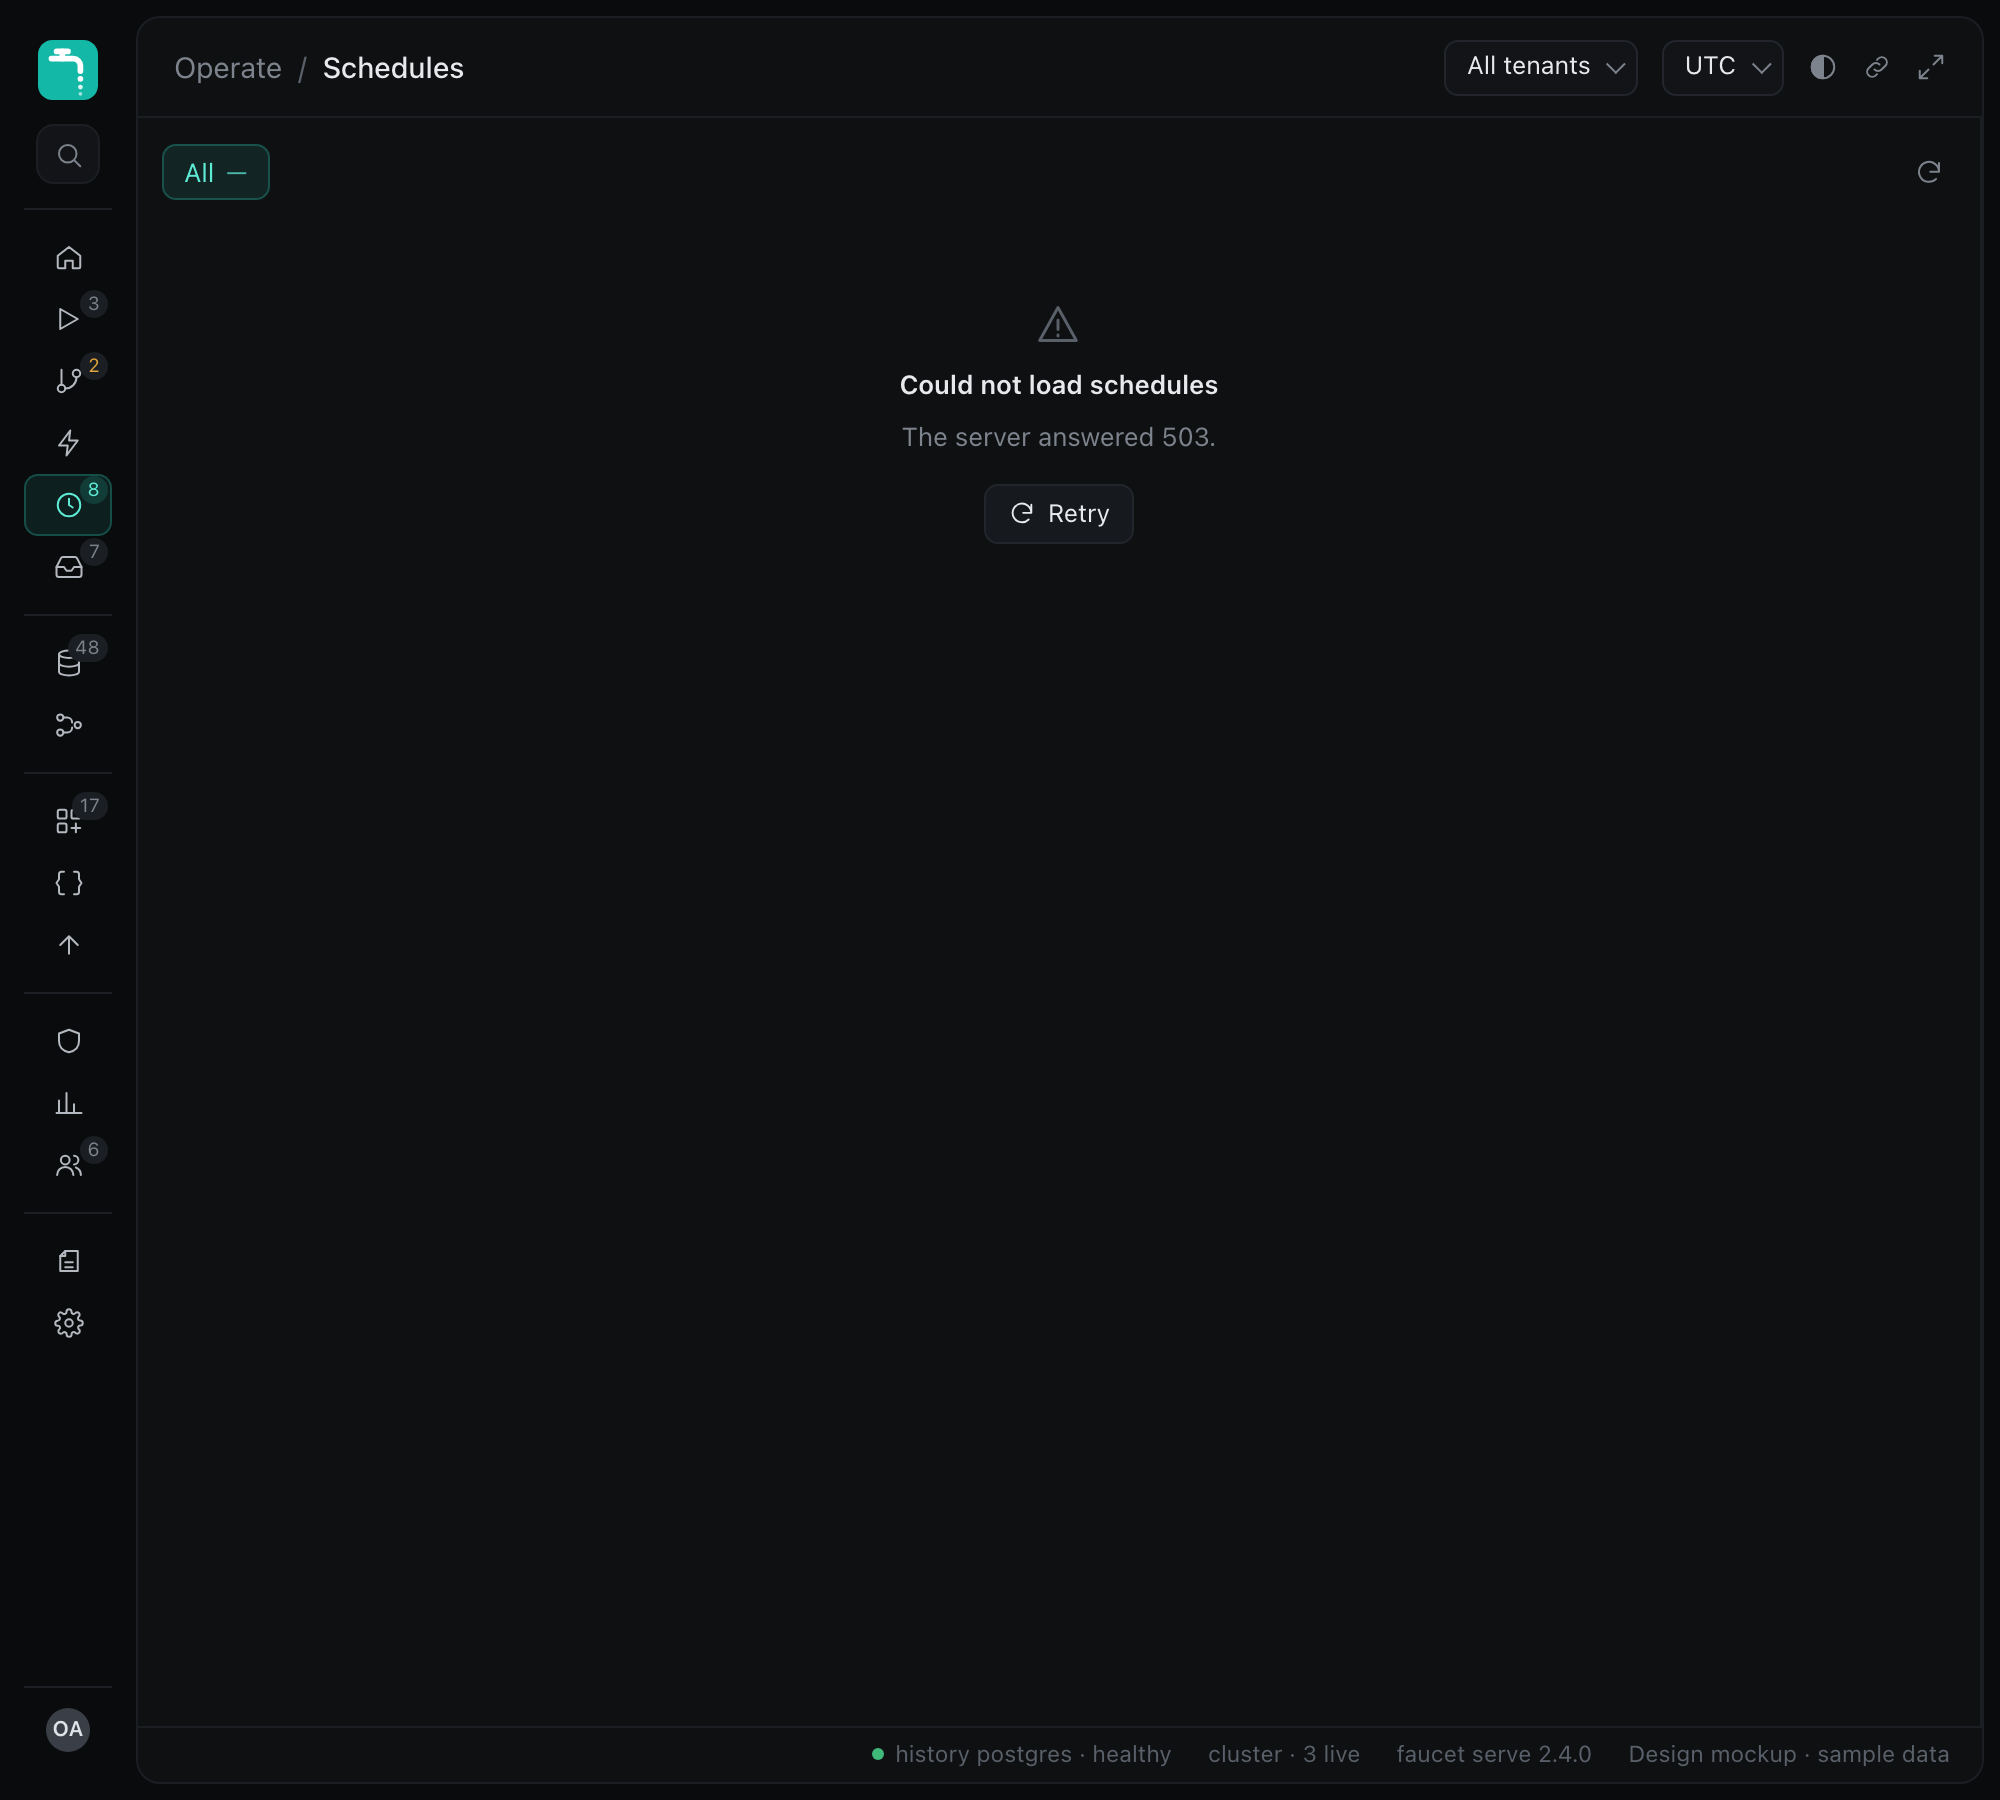 Operate / Schedules
All tenants
UTC
All —
3
2
8
7
48
17
6
Could not load schedules
The server answered 503.
Retry
OA
history postgres · healthy
cluster · 3 live
faucet serve 2.4.0
Design mockup · sample data